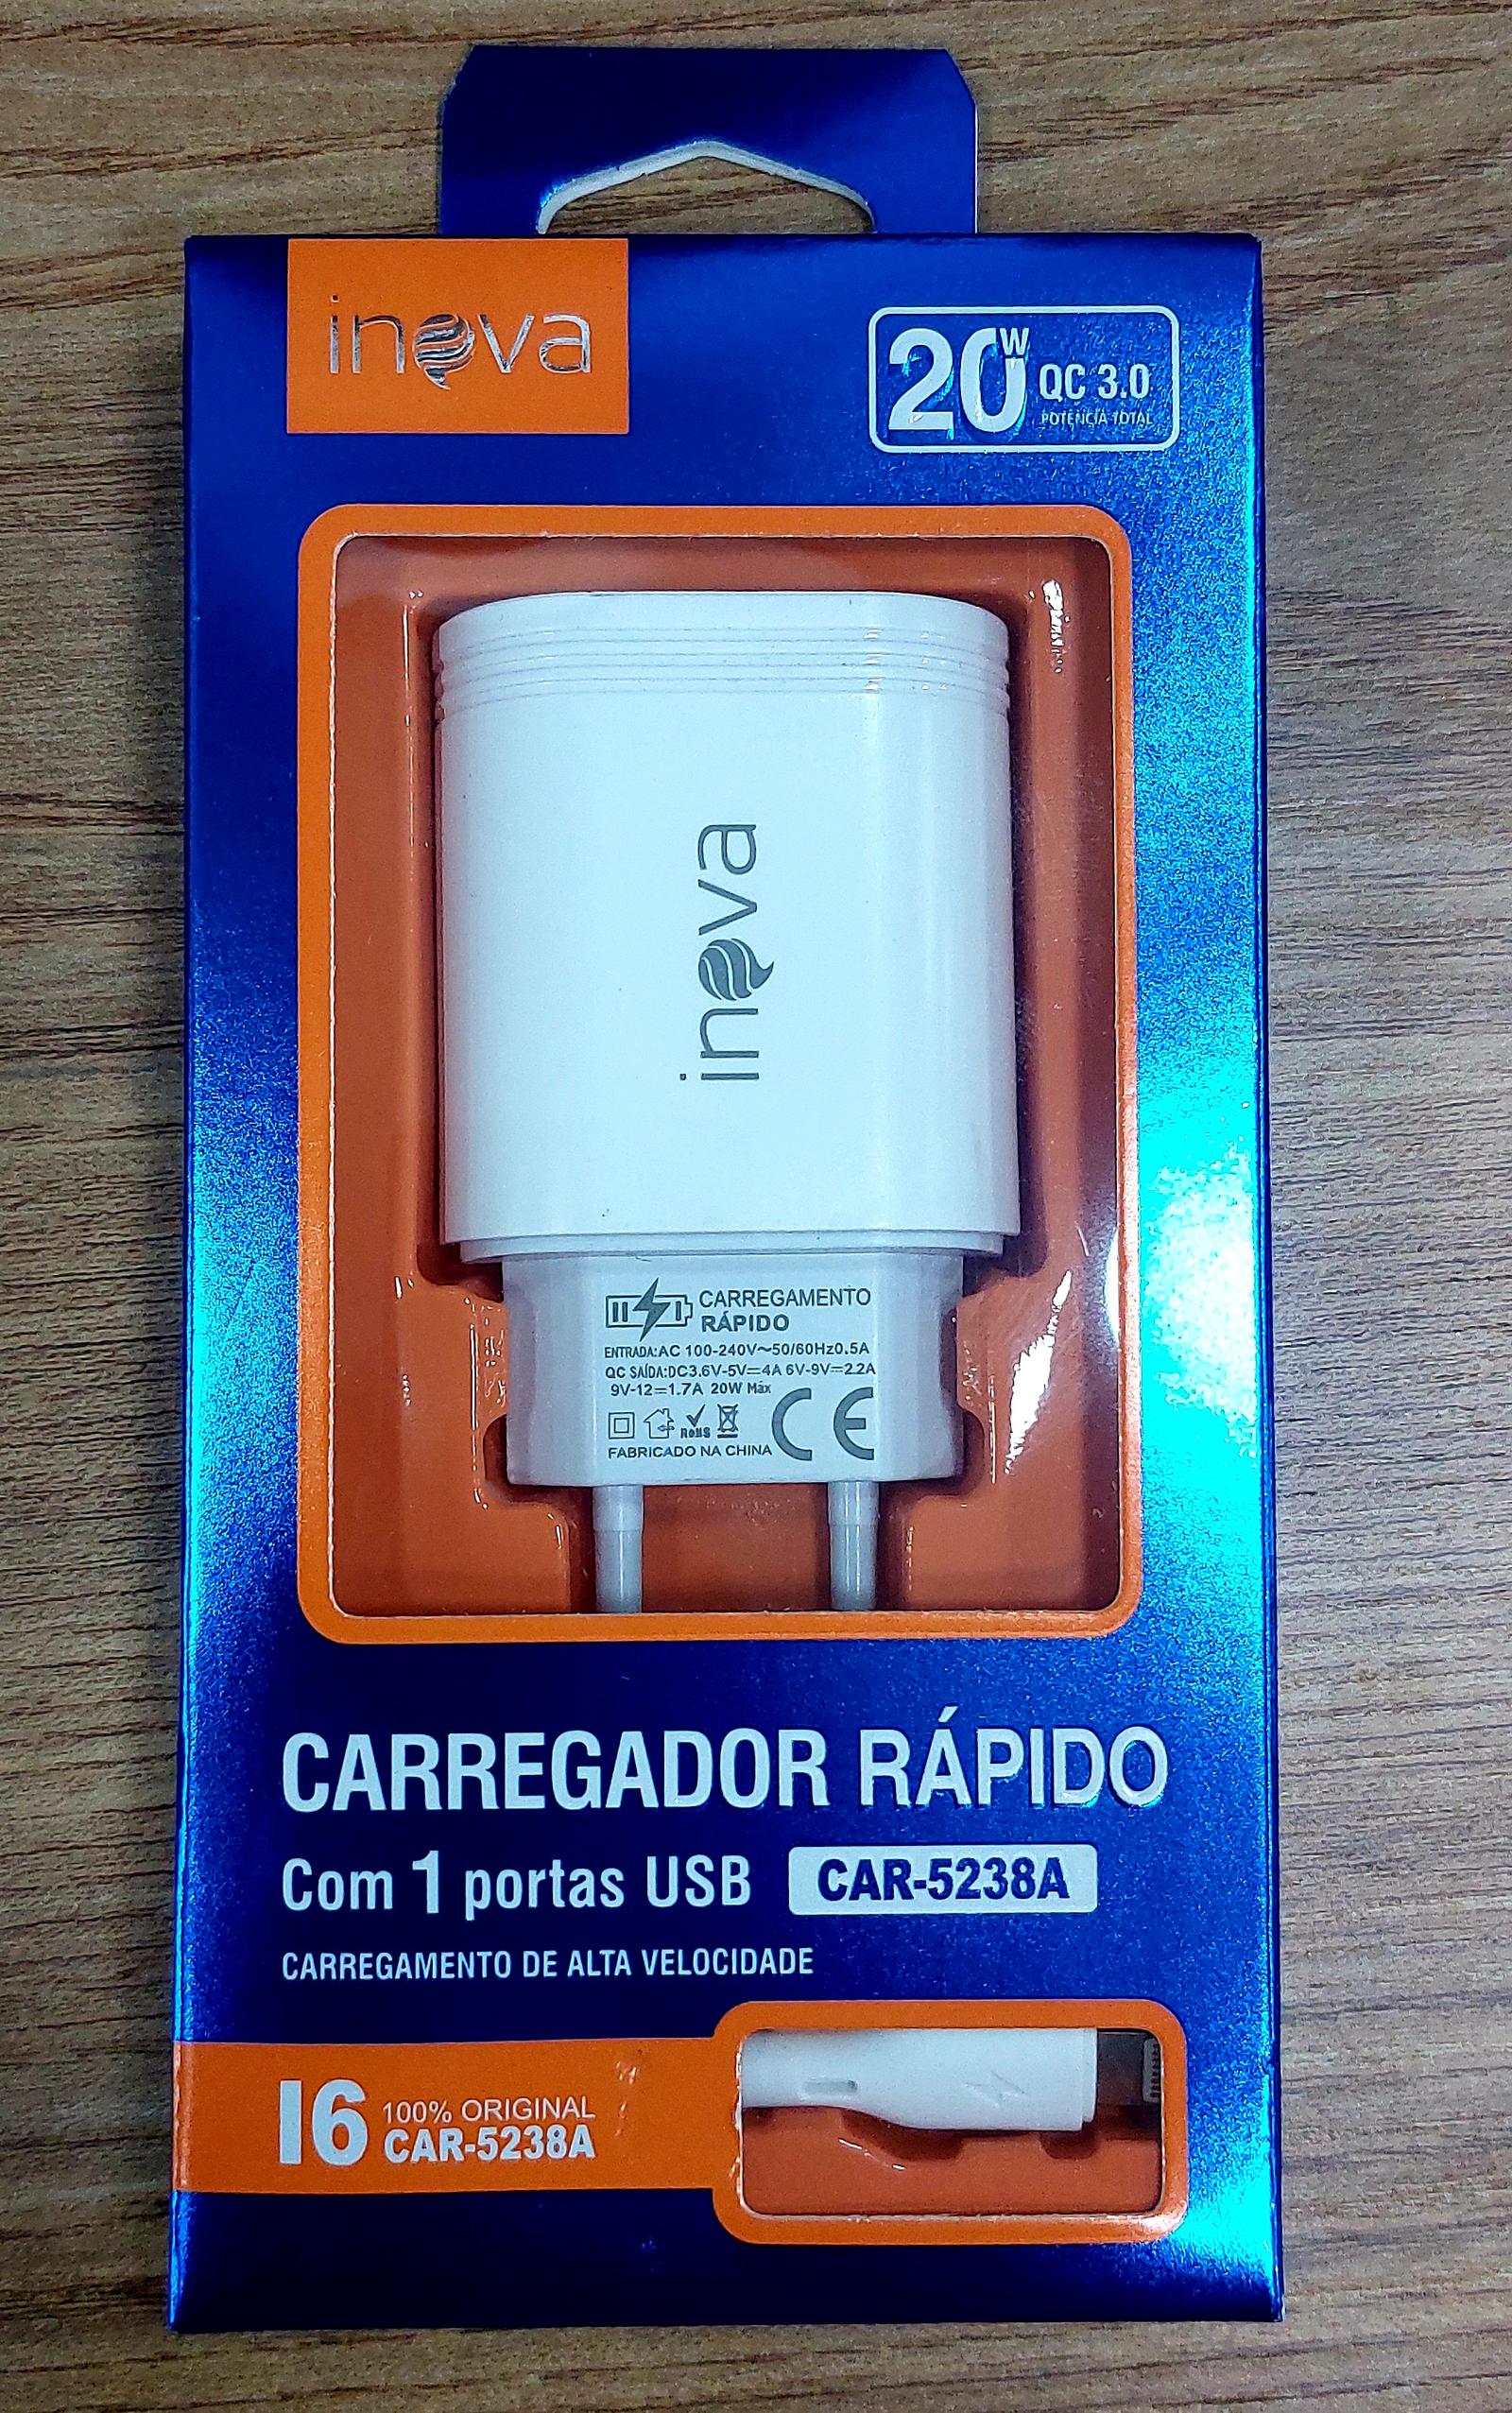 inova
20W QC 3.0
POTÊNCIA TOTAL
inova
CARREGAMENTO
RÁPIDO
ENTRADA:AC 100-240V~50/60Hz0.5A
QC SAÍDA:DC3.6V-5V=4A 6V-9V=2.2A
9V-12=1.7A 20W Máx
RoHS
CE
FABRICADO NA CHINA
CARREGADOR RÁPIDO
Com 1 portas USB CAR-5238A
CARREGAMENTO DE ALTA VELOCIDADE
I6 100% ORIGINAL
CAR-5238A